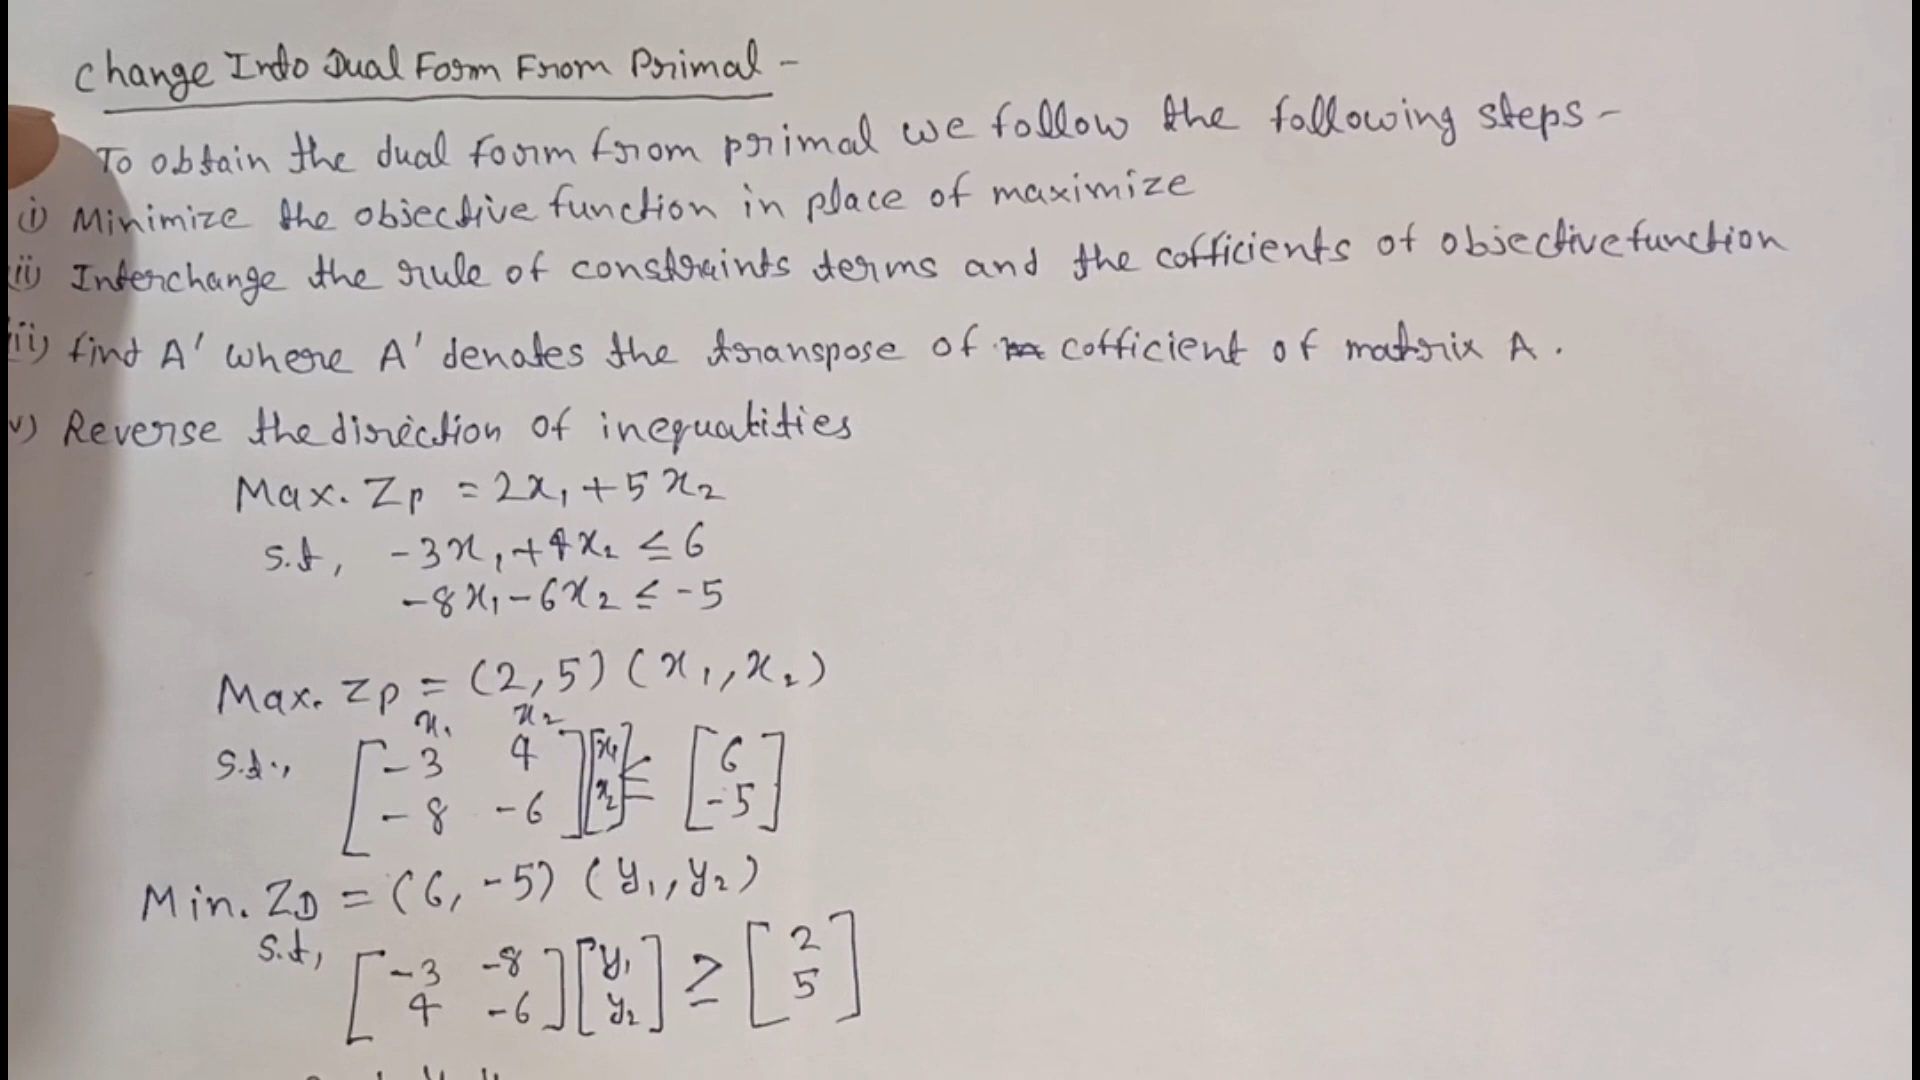 Change Into Dual Form From Primal -
To obtain the dual form from primal we follow the following steps -
(i) Minimize the objective function in place of maximize
(ii) Interchange the rule of constraints terms and the cofficients of objective function
iii) find A' where A' denotes the transpose of cofficient of matrix A.
v) Reverse the direction of inequatities
Max. Zp = 2x₁ + 5x₂
s.t, -3x₁ + 4x₂ ≤ 6
-8x₁ - 6x₂ ≤ -5
Max. Zp = (2, 5) (x₁, x₂)
x₁ x₂
s.t., [-3 4] [x₁] ≤ [6]
[-8 -6] [x₂] [-5]
Min. ZD = (6, -5) (y₁, y₂)
s.t, [-3 -8] [y₁] ≥ [2]
[4 -6] [y₂] [5]